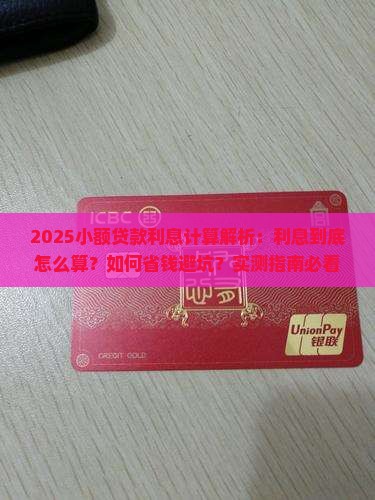 ICBC
2025小额贷款利息计算解析：利息到底
怎么算？如何省钱避坑？实测指南必看
UnionPay
银联
CREDIT GOLD